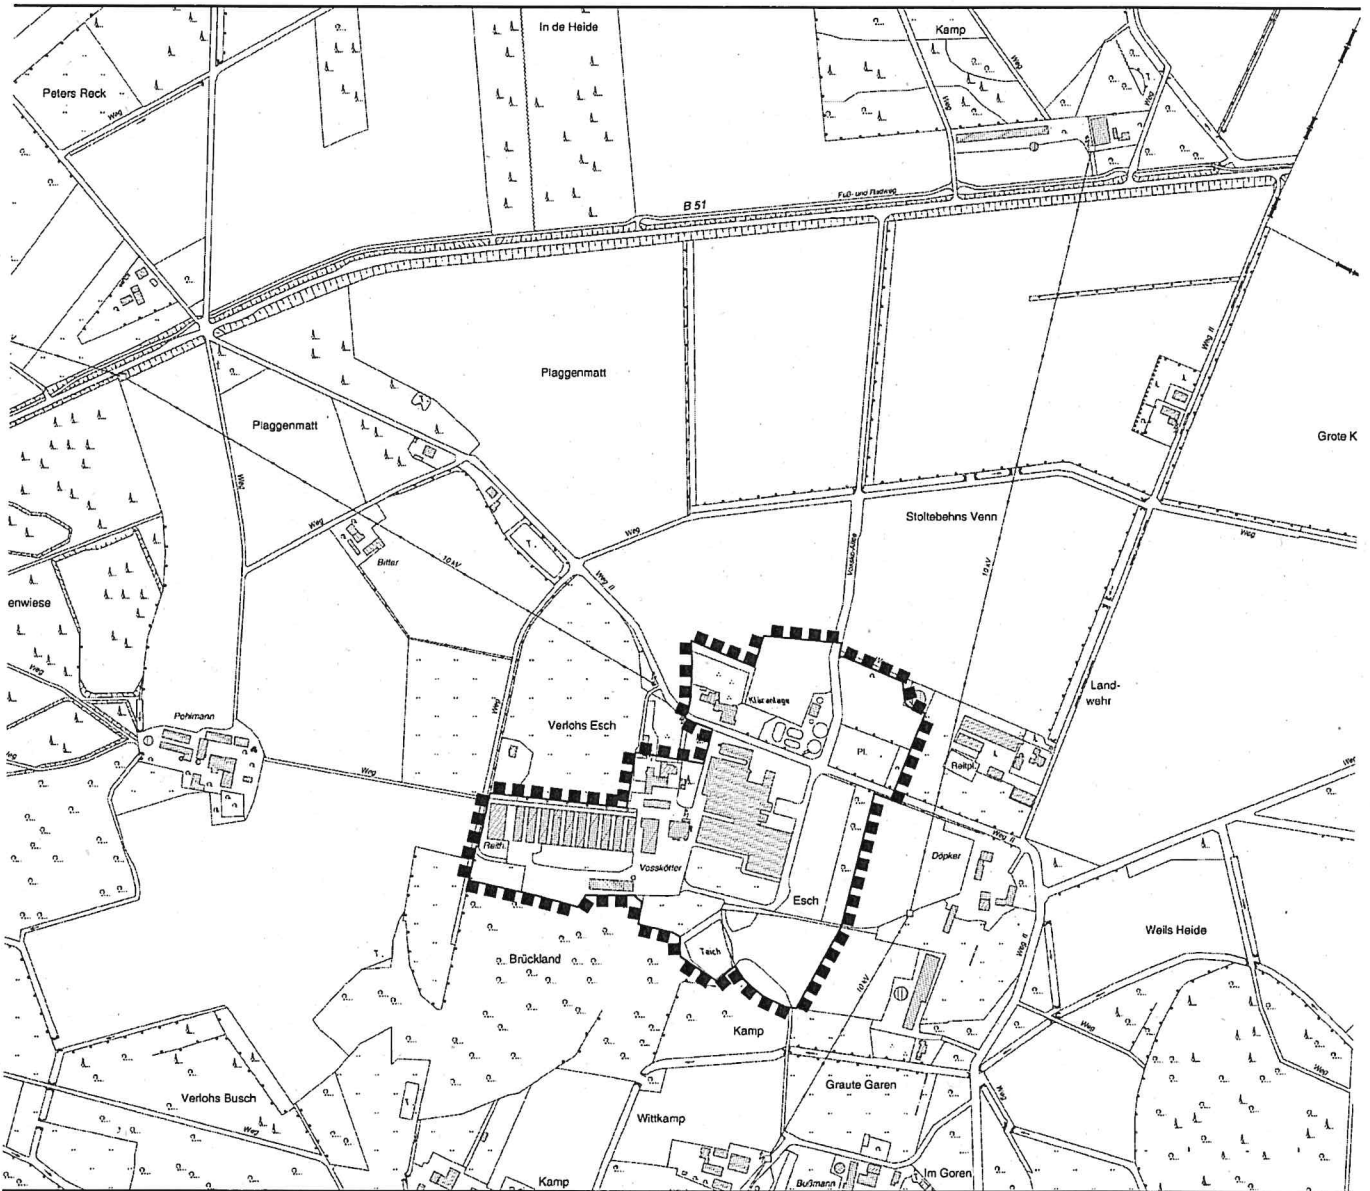 In de Heide
Kamp
Peters Reck
Weg
Weg
Weg
Weg
Fuß- und Radweg
B 51
Weg II
Plaggenmatt
Plaggenmatt
Grote K
Weg
Stoltebehns Venn
Weg
Weg
Weg
Bitter
10 kV
10 kV
Weg II
enwiese
Weg
Land-
wehr
Pohlmann
Verlohs Esch
Kläranlage
Weg
Pl.
Reitpl.
Weg
Weg II
Döpker
Reith.
Vosskötter
Esch
Weg II
Weils Heide
Teich
T.
Brückland
10 kV
Kamp
Weg
Weg
Graute Garen
Weg
Verlohs Busch
Weg
Wittkamp
Im Goren
Kamp
Bußmann